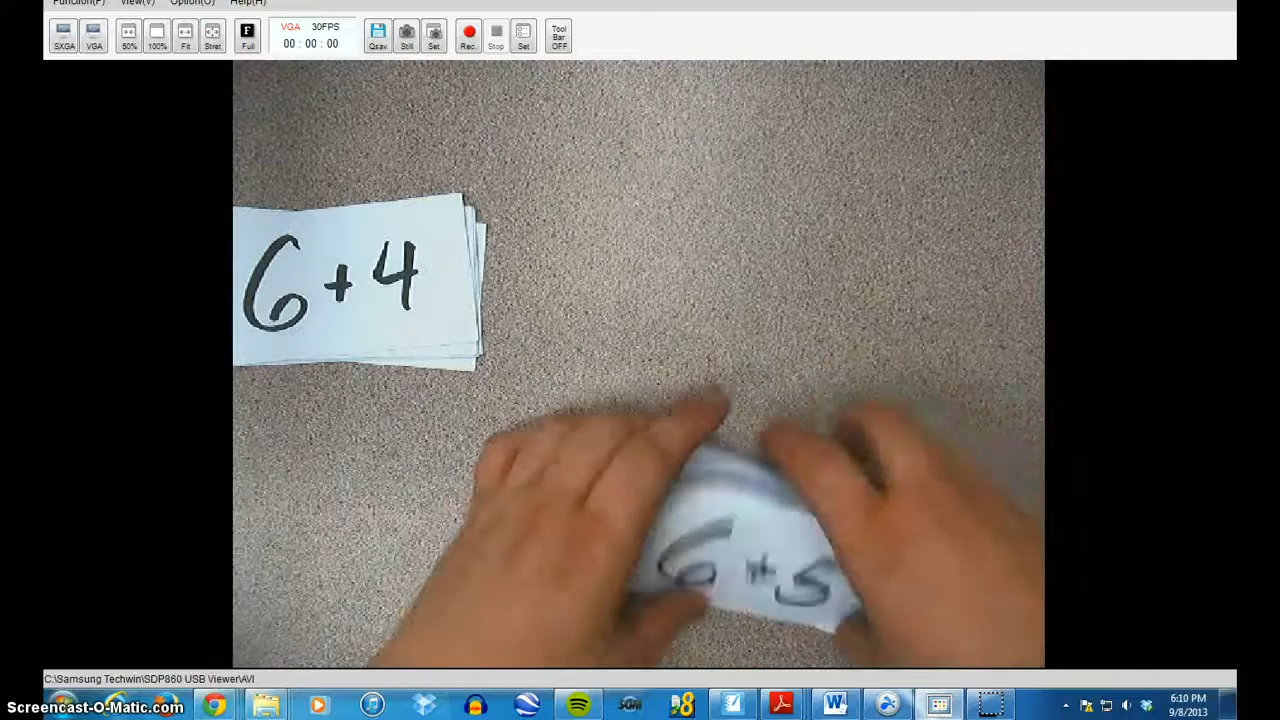 Function(F) View(V) Option(O) Help(H)
SXGA VGA 50% 100% Fit Stret F Full VGA 30FPS 00 : 00 : 00 Qsav Still Set Rec. Stop Set Tool Bar OFF
6+4
6+5
C:\Samsung Techwin\SDP860 USB Viewer\AVI
Screencast-O-Matic.com
SGM
8
W
6:10 PM
9/8/2013